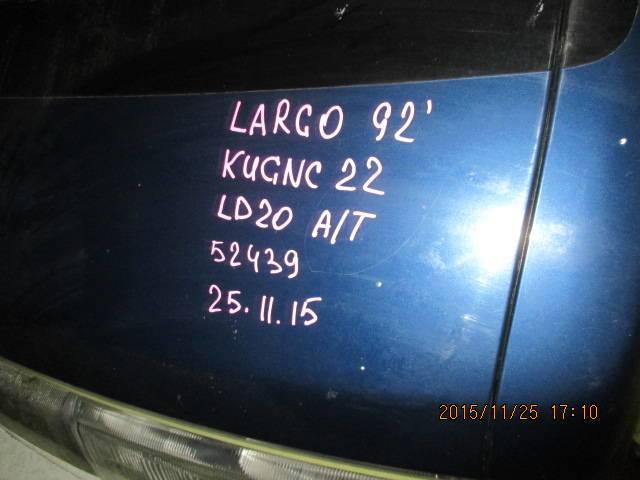 LARGO 92'
KUGNC 22
LD20 A/T
52439
25.11.15
2015/11/25 17:10